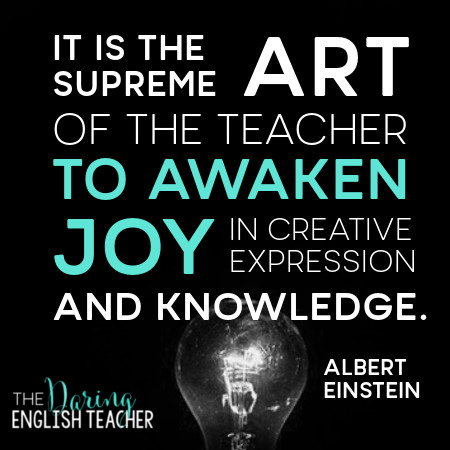 IT IS THE
SUPREME ART
OF THE TEACHER
TO AWAKEN
JOY IN CREATIVE
EXPRESSION
AND KNOWLEDGE.
ALBERT
EINSTEIN
THE Daring
ENGLISH TEACHER